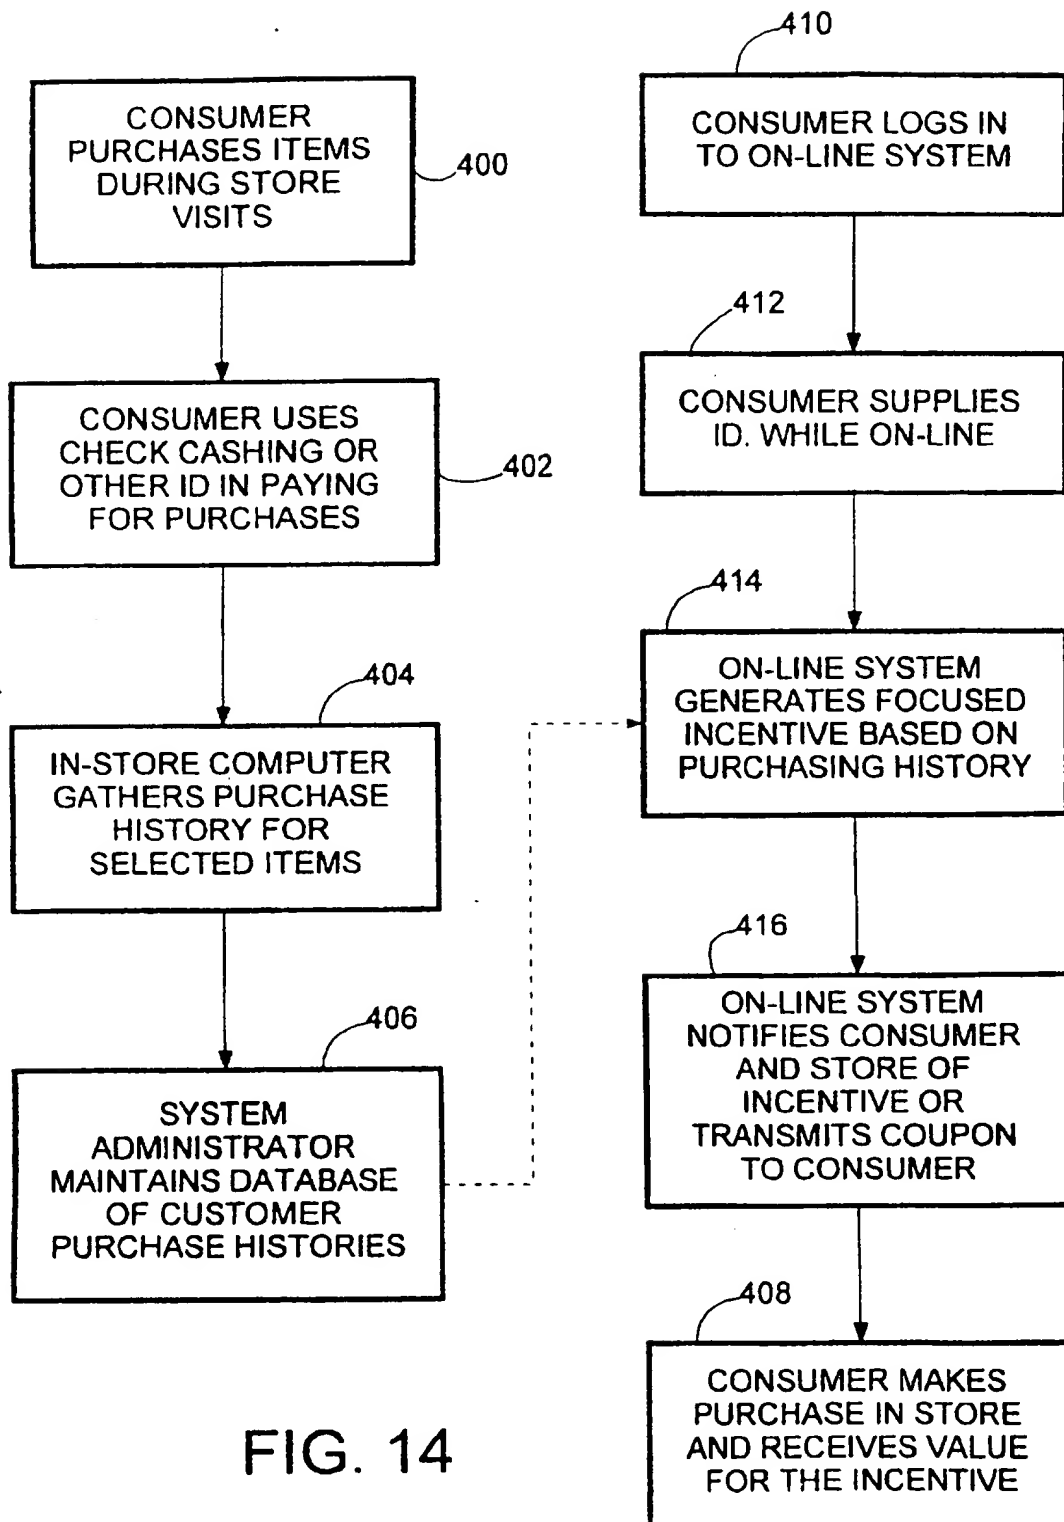 CONSUMER
PURCHASES ITEMS
DURING STORE
VISITS
400
CONSUMER USES
CHECK CASHING OR
OTHER ID IN PAYING
FOR PURCHASES
402
404
IN-STORE COMPUTER
GATHERS PURCHASE
HISTORY FOR
SELECTED ITEMS
406
SYSTEM
ADMINISTRATOR
MAINTAINS DATABASE
OF CUSTOMER
PURCHASE HISTORIES
410
CONSUMER LOGS IN
TO ON-LINE SYSTEM
412
CONSUMER SUPPLIES
ID. WHILE ON-LINE
414
ON-LINE SYSTEM
GENERATES FOCUSED
INCENTIVE BASED ON
PURCHASING HISTORY
416
ON-LINE SYSTEM
NOTIFIES CONSUMER
AND STORE OF
INCENTIVE OR
TRANSMITS COUPON
TO CONSUMER
408
CONSUMER MAKES
PURCHASE IN STORE
AND RECEIVES VALUE
FOR THE INCENTIVE
FIG. 14